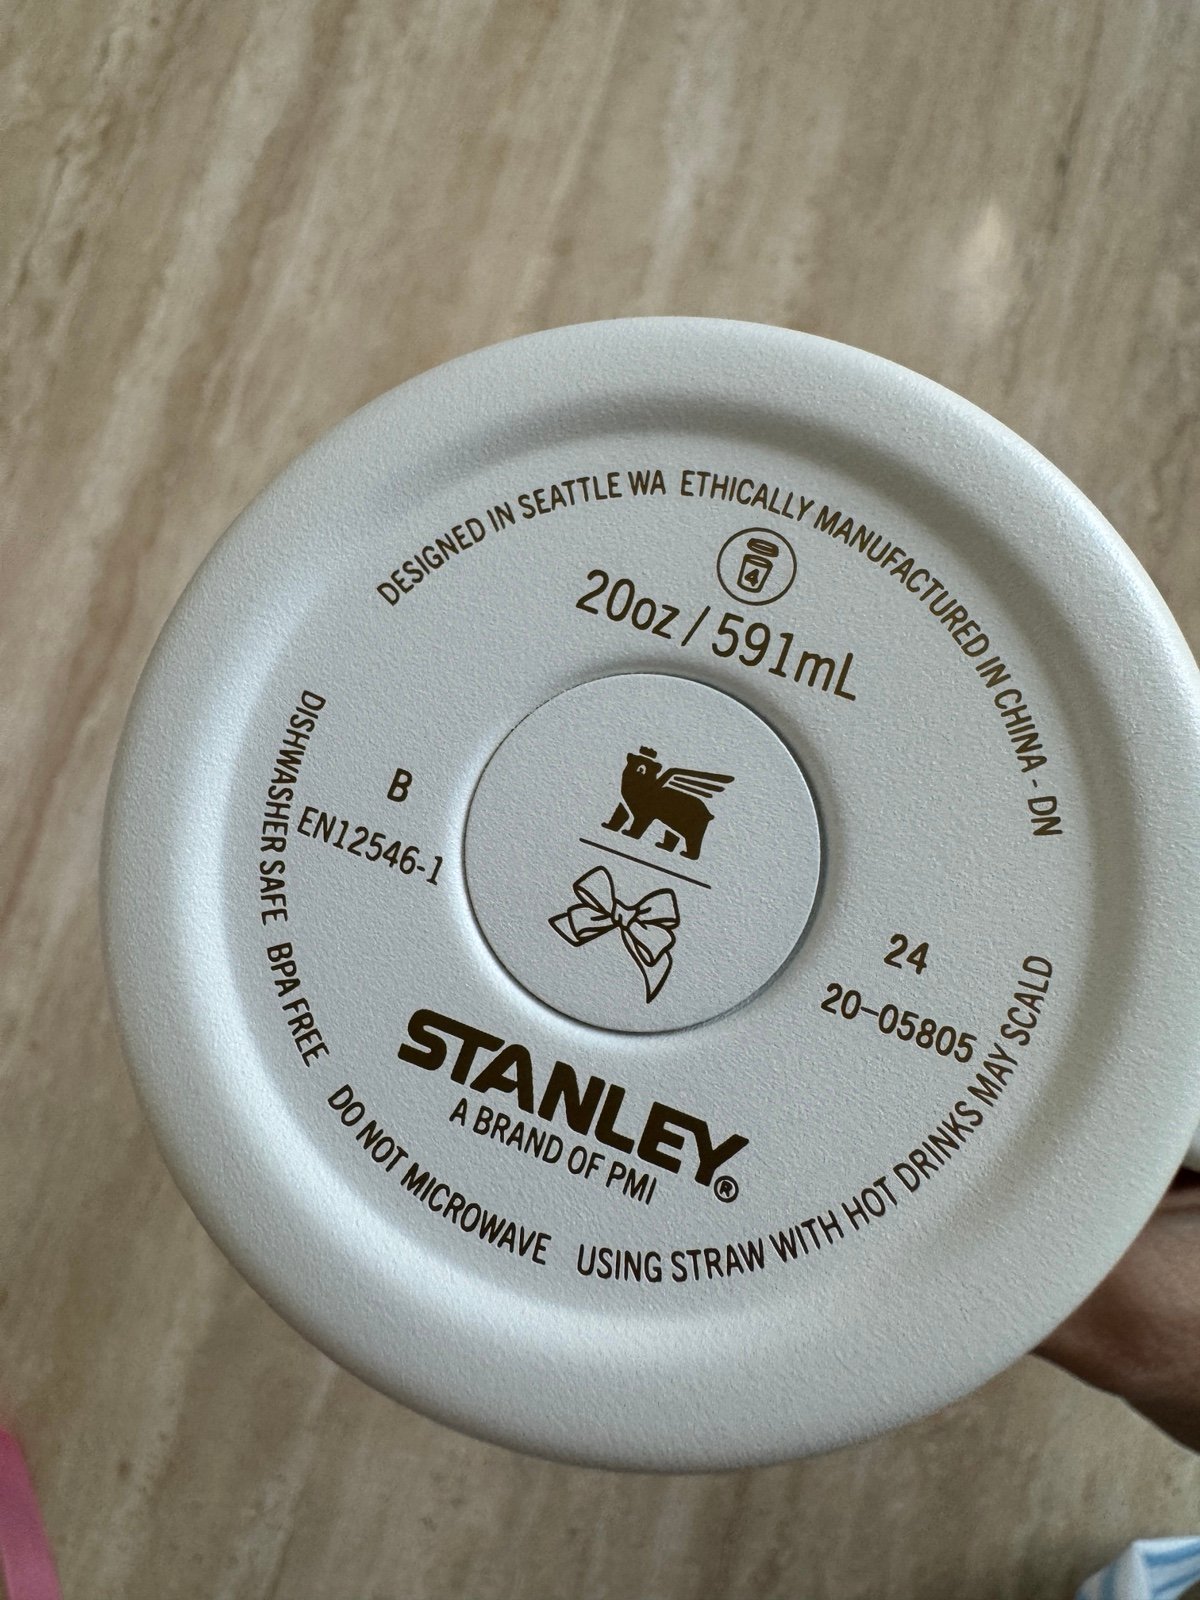 DESIGNED IN SEATTLE WA ETHICALLY MANUFACTURED IN CHINA - DN
4
20oz / 591mL
B
EN12546-1
24
20-05805
STANLEY®
A BRAND OF PMI
DISHWASHER SAFE BPA FREE DO NOT MICROWAVE USING STRAW WITH HOT DRINKS MAY SCALD